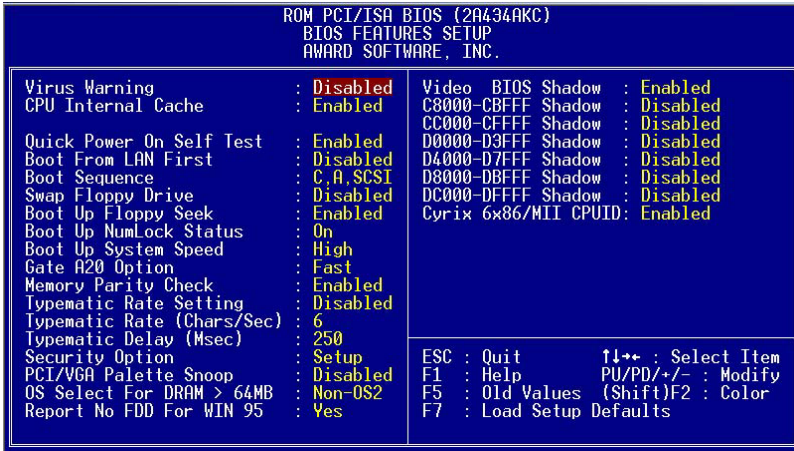 ROM PCI/ISA BIOS (2A434AKC)
BIOS FEATURES SETUP
AWARD SOFTWARE, INC.
Virus Warning : Disabled
CPU Internal Cache : Enabled
Quick Power On Self Test : Enabled
Boot From LAN First : Disabled
Boot Sequence : C,A,SCSI
Swap Floppy Drive : Disabled
Boot Up Floppy Seek : Enabled
Boot Up NumLock Status : On
Boot Up System Speed : High
Gate A20 Option : Fast
Memory Parity Check : Enabled
Typematic Rate Setting : Disabled
Typematic Rate (Chars/Sec) : 6
Typematic Delay (Msec) : 250
Security Option : Setup
PCI/VGA Palette Snoop : Disabled
OS Select For DRAM > 64MB : Non-OS2
Report No FDD For WIN 95 : Yes
Video BIOS Shadow : Enabled
C8000-CBFFF Shadow : Disabled
CC000-CFFFF Shadow : Disabled
D0000-D3FFF Shadow : Disabled
D4000-D7FFF Shadow : Disabled
D8000-DBFFF Shadow : Disabled
DC000-DFFFF Shadow : Disabled
Cyrix 6x86/MII CPUID: Enabled
ESC : Quit ↑↓→← : Select Item
F1 : Help PU/PD/+/- : Modify
F5 : Old Values (Shift)F2 : Color
F7 : Load Setup Defaults